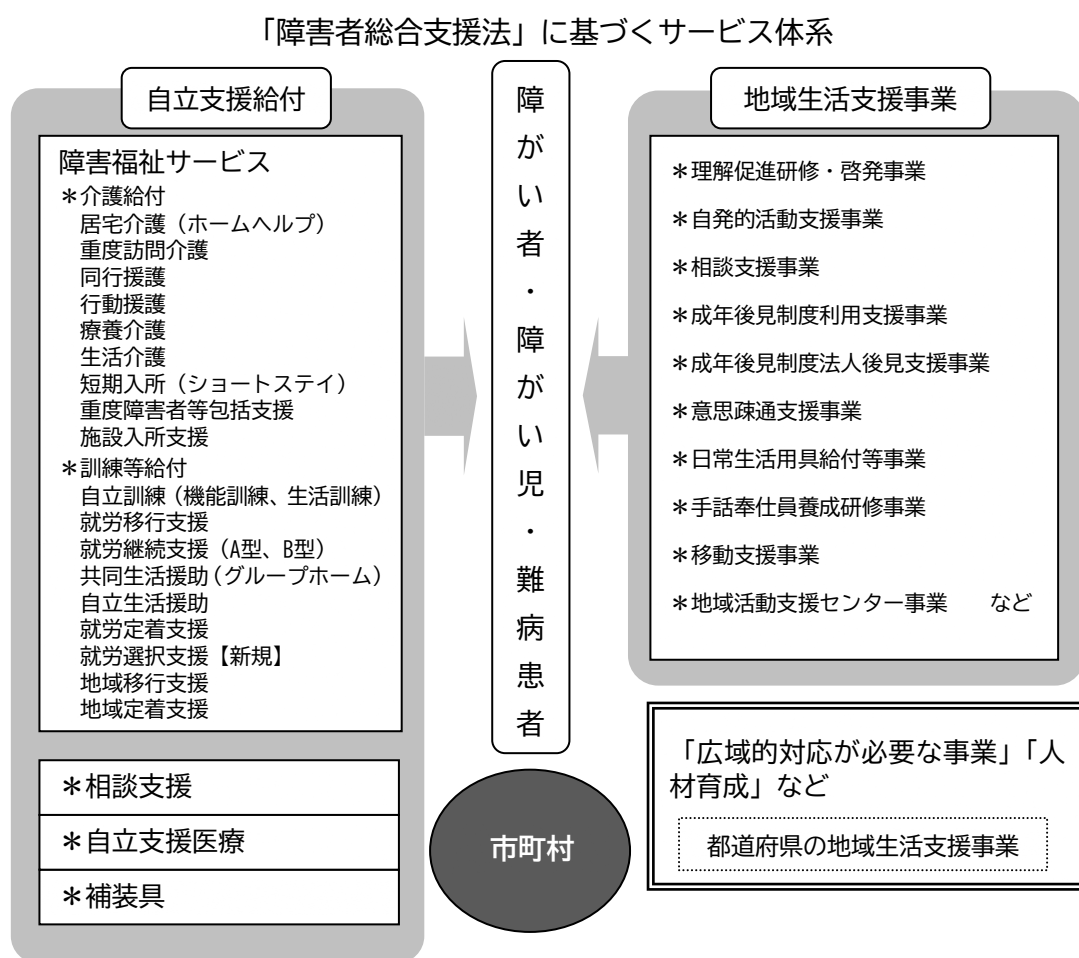 「障害者総合支援法」に基づくサービス体系
自立支援給付
障害福祉サービス
＊介護給付
居宅介護（ホームヘルプ）
重度訪問介護
同行援護
行動援護
療養介護
生活介護
短期入所（ショートステイ）
重度障害者等包括支援
施設入所支援
＊訓練等給付
自立訓練（機能訓練、生活訓練）
就労移行支援
就労継続支援（A型、B型）
共同生活援助（グループホーム）
自立生活援助
就労定着支援
就労選択支援【新規】
地域移行支援
地域定着支援
＊相談支援
＊自立支援医療
＊補装具
障がい者・障がい児・難病患者
市町村
地域生活支援事業
＊理解促進研修・啓発事業
＊自発的活動支援事業
＊相談支援事業
＊成年後見制度利用支援事業
＊成年後見制度法人後見支援事業
＊意思疎通支援事業
＊日常生活用具給付等事業
＊手話奉仕員養成研修事業
＊移動支援事業
＊地域活動支援センター事業　など
「広域的対応が必要な事業」「人
材育成」など
都道府県の地域生活支援事業